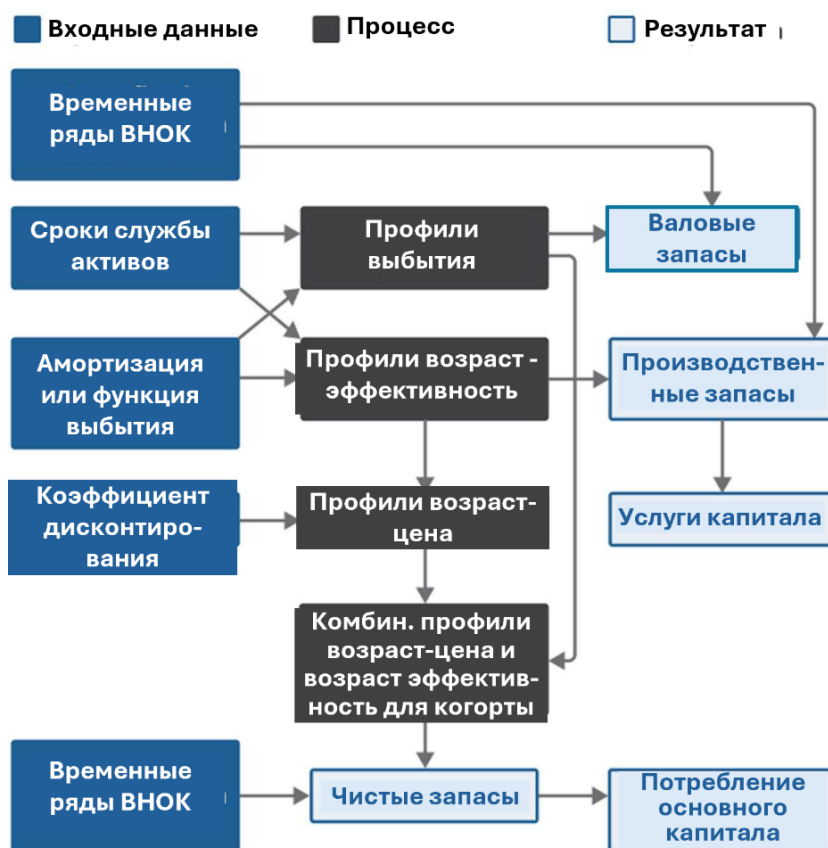 Входные данные
Процесс
Результат
Временные
ряды ВНОК
Сроки службы
активов
Профили
выбытия
Валовые
запасы
Амортизация
или функция
выбытия
Профили возраст -
эффективность
Производствен-
ные запасы
Коэффициент
дисконтиро-
вания
Профили возраст-
цена
Услуги капитала
Комбин. профили
возраст-цена и
возраст эффектив-
ность для когорты
Временные
ряды ВНОК
Чистые запасы
Потребление
основного
капитала